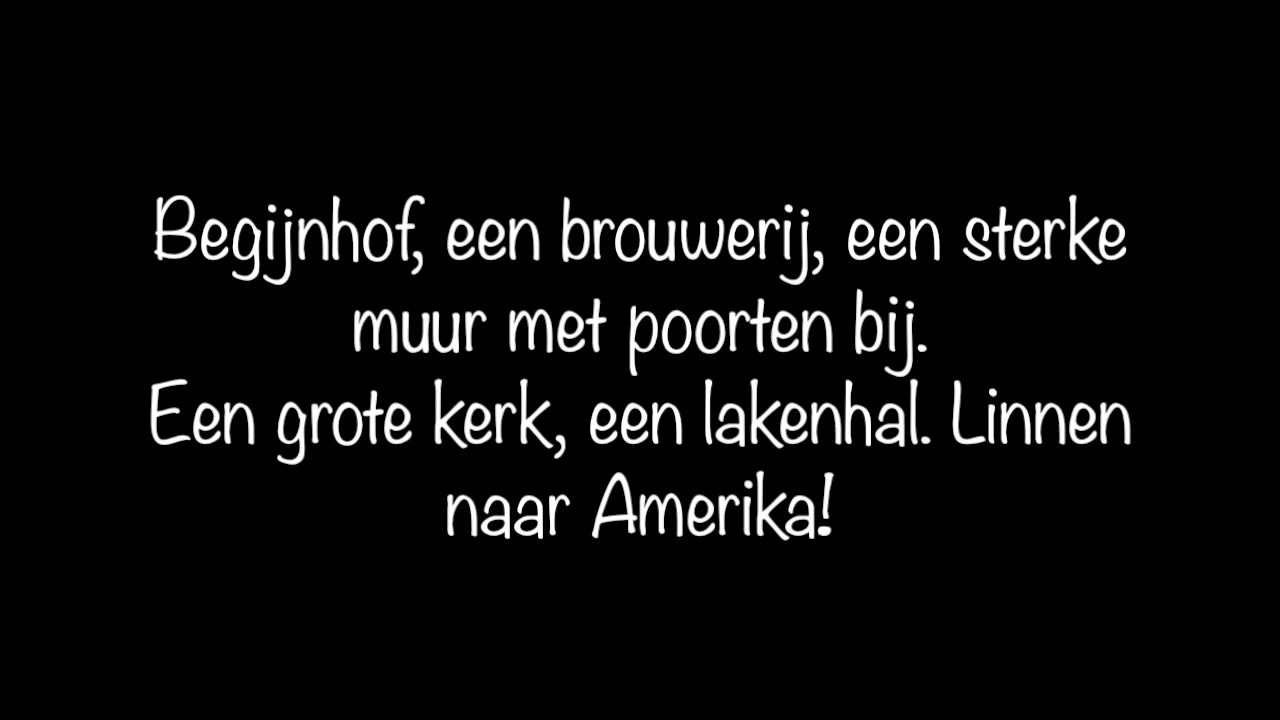 Begijnhof, een brouwerij, een sterke
muur met poorten bij.
Een grote kerk, een lakenhal. Linnen
naar Amerika!